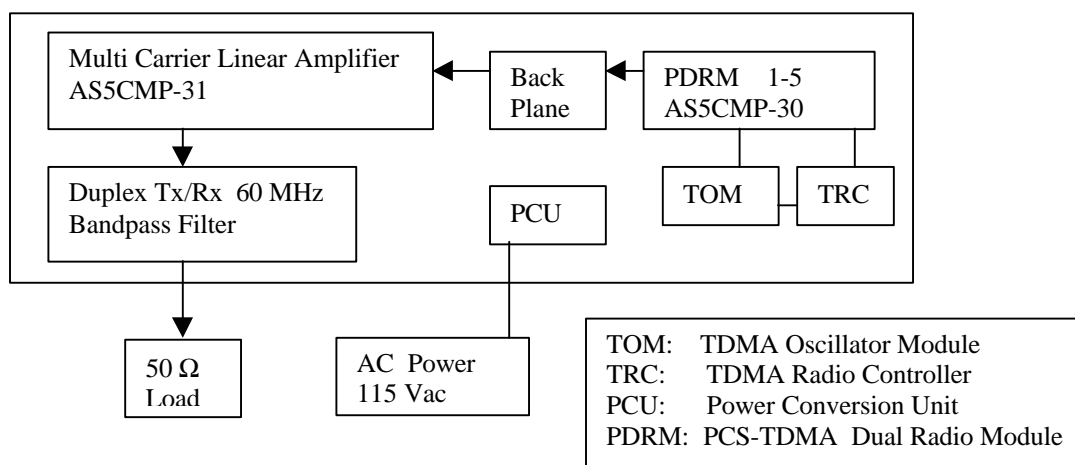 Multi Carrier Linear Amplifier
AS5CMP-31
Back
Plane
PDRM 1-5
AS5CMP-30
Duplex Tx/Rx 60 MHz
Bandpass Filter
PCU
TOM
TRC
50 Ω
Load
AC Power
115 Vac
TOM: TDMA Oscillator Module
TRC: TDMA Radio Controller
PCU: Power Conversion Unit
PDRM: PCS-TDMA Dual Radio Module